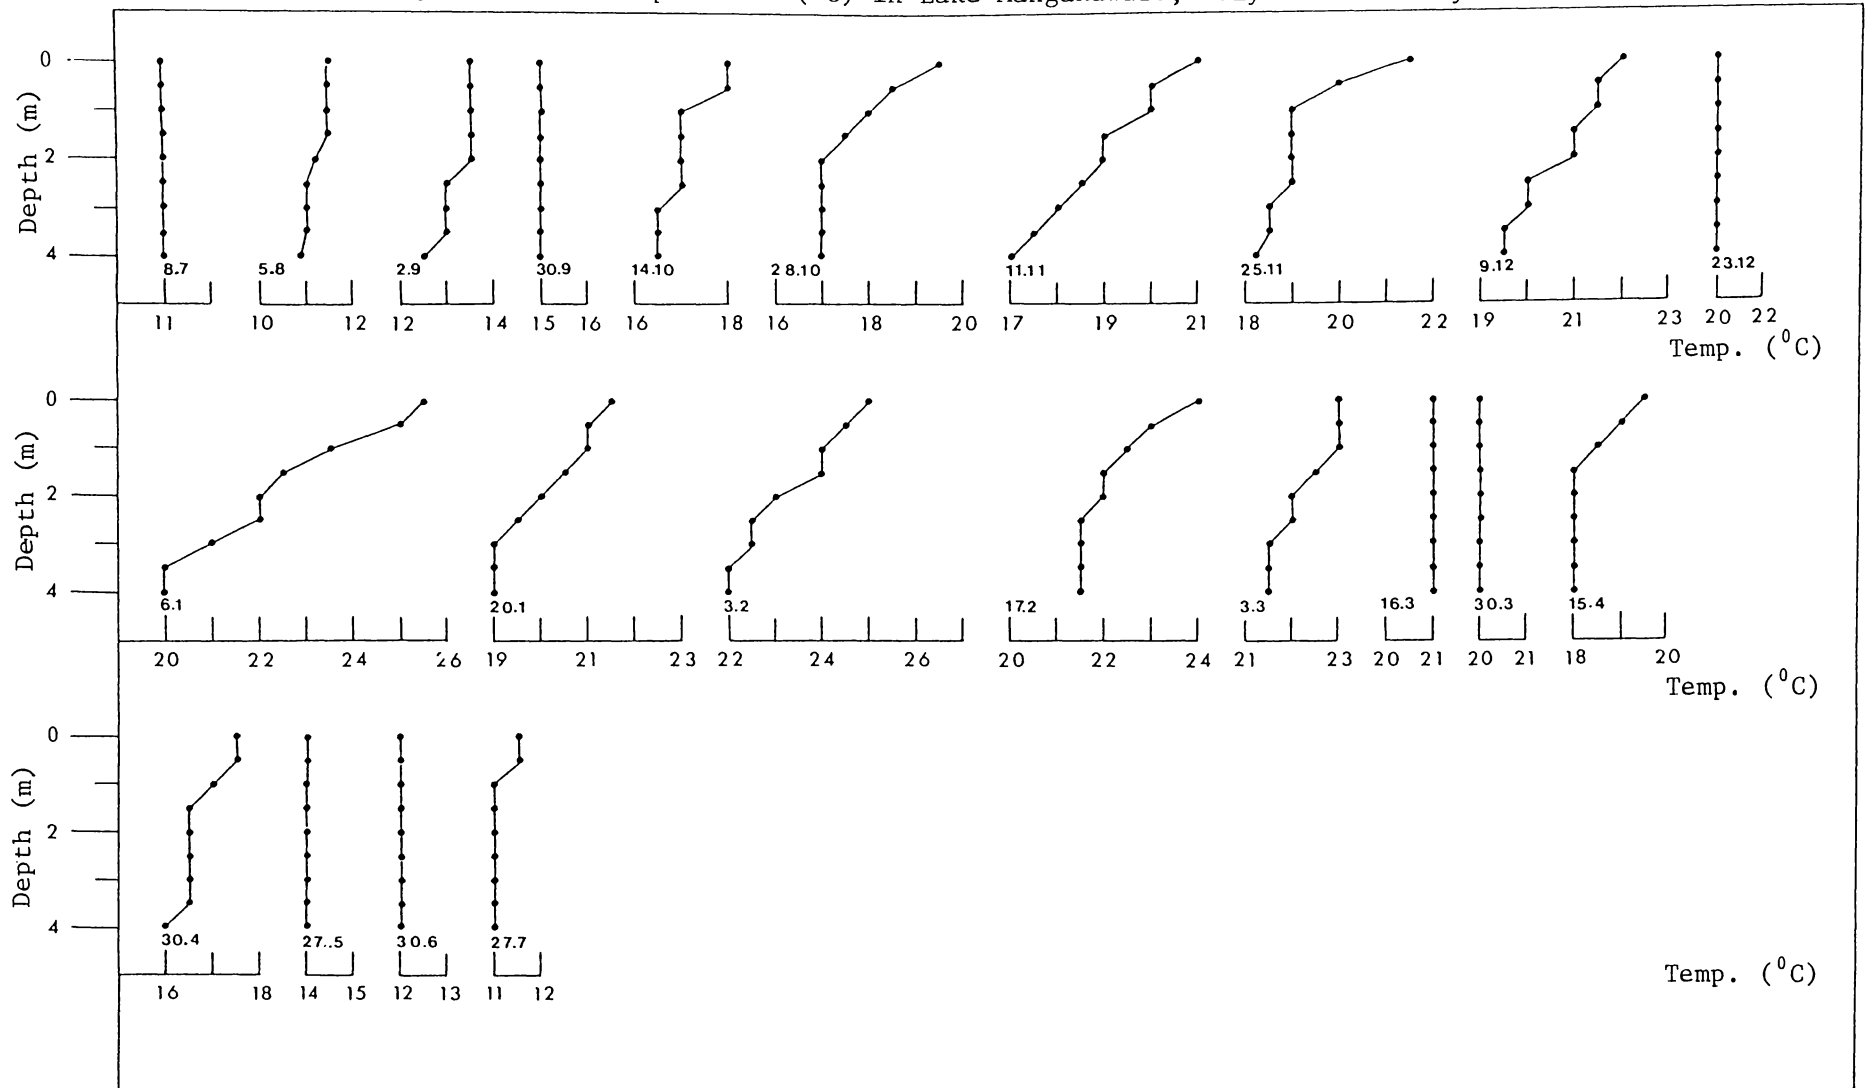 in Lake
0
Depth (m)
2
4
8.7 5.8 2.9 30.9 14.10 28.10 11.11 25.11 9.12 23.12
11 10 12 12 14 15 16 16 18 16 18 20 17 19 21 18 20 22 19 21 23 20 22
Temp. (⁰C)
0
Depth (m)
2
4
6.1 20.1 3.2 17.2 3.3 16.3 30.3 15.4
20 22 24 26 19 21 23 22 24 26 20 22 24 21 23 20 21 20 21 18 20
Temp. (⁰C)
0
Depth (m)
2
4
30.4 27..5 30.6 27.7
16 18 14 15 12 13 11 12
Temp. (⁰C)